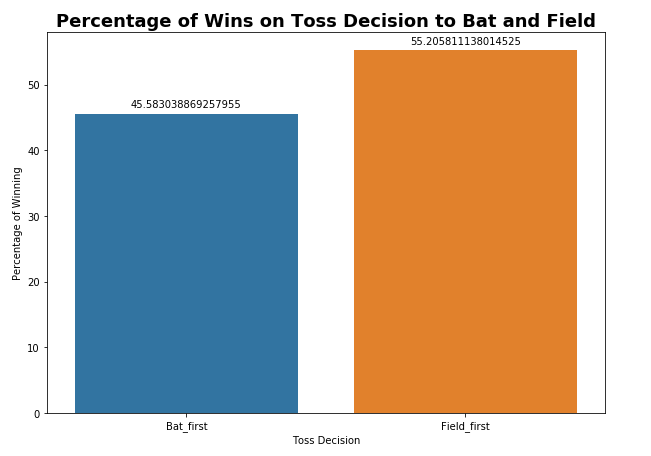 Percentage of Wins on Toss Decision to Bat and Field
55.205811138014525
45.583038869257955
50
40
30
20
10
0
Percentage of Winning
Bat_first
Field_first
Toss Decision